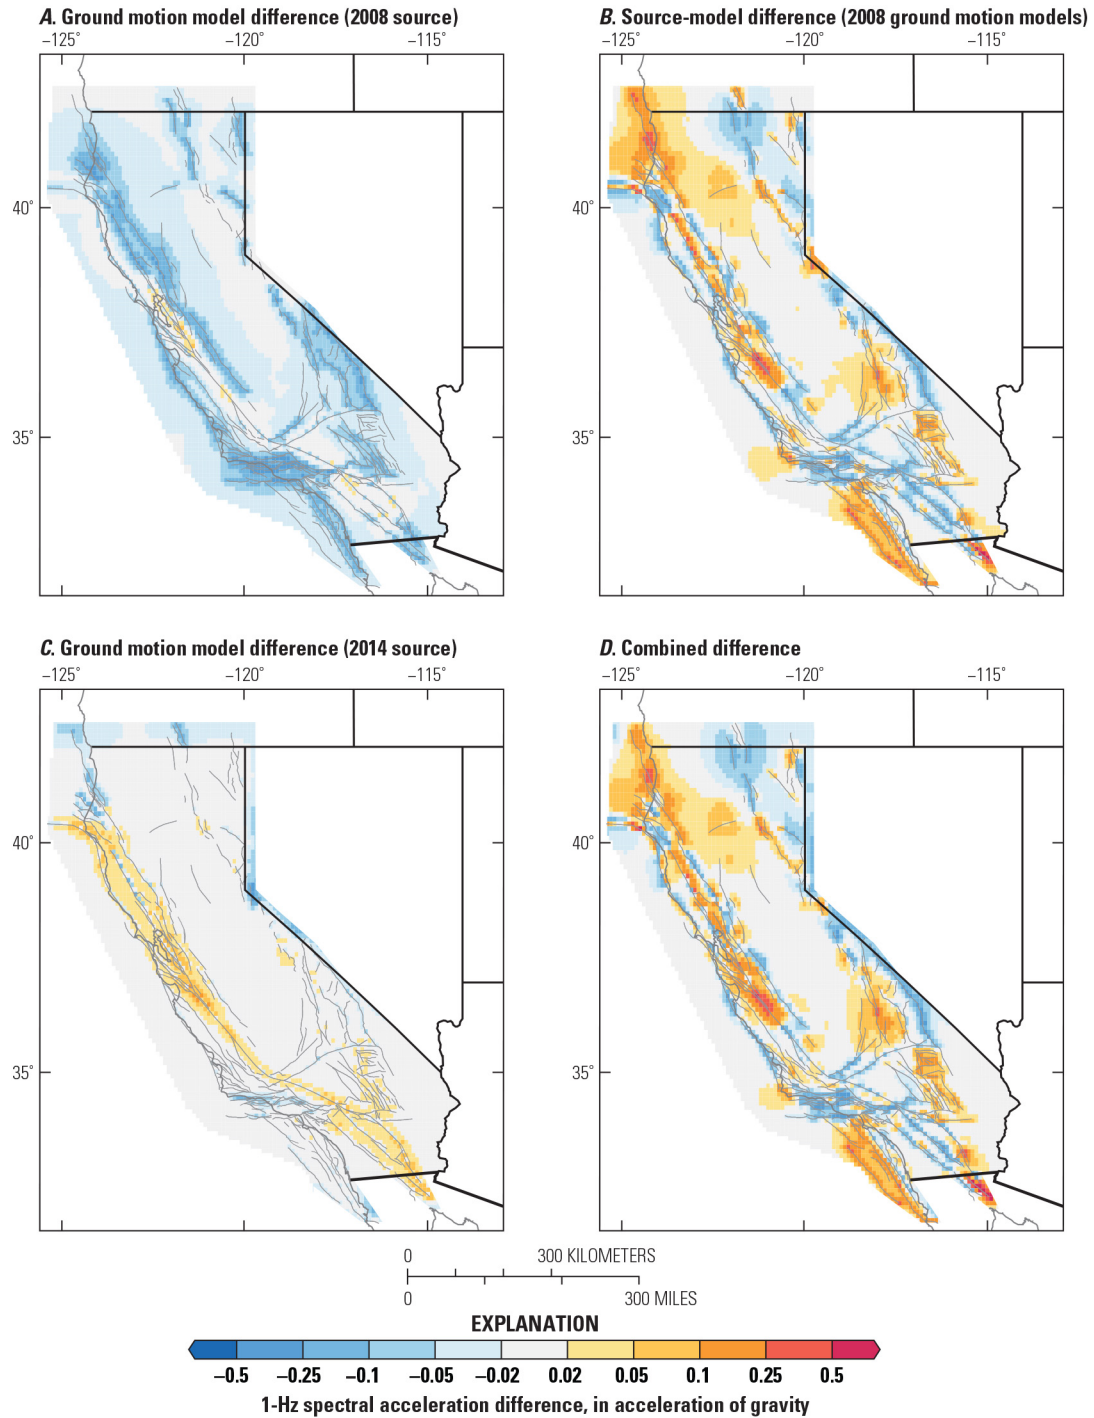 A. Ground motion model difference (2008 source)
B. Source-model difference (2008 ground motion models)
−125° −120° −115°
−125° −120° −115°
40°
40°
35°
35°
C. Ground motion model difference (2014 source)
D. Combined difference
−125° −120° −115°
−125° −120° −115°
40°
40°
35°
35°
0 300 KILOMETERS
0 300 MILES
EXPLANATION
−0.5 −0.25 −0.1 −0.05 −0.02 0.02 0.05 0.1 0.25 0.5
1-Hz spectral acceleration difference, in acceleration of gravity